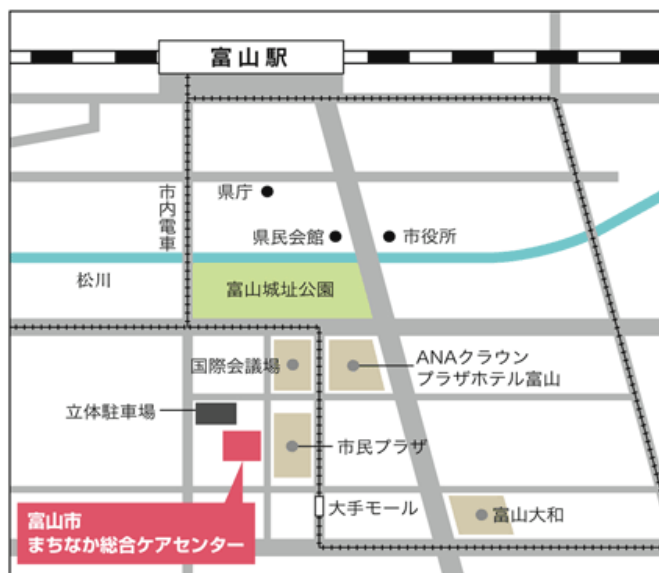 富山駅
市内電車
県庁
県民会館
市役所
松川
富山城址公園
国際会議場
ANAクラウン
プラザホテル富山
立体駐車場
市民プラザ
大手モール
富山大和
富山市
まちなか総合ケアセンター